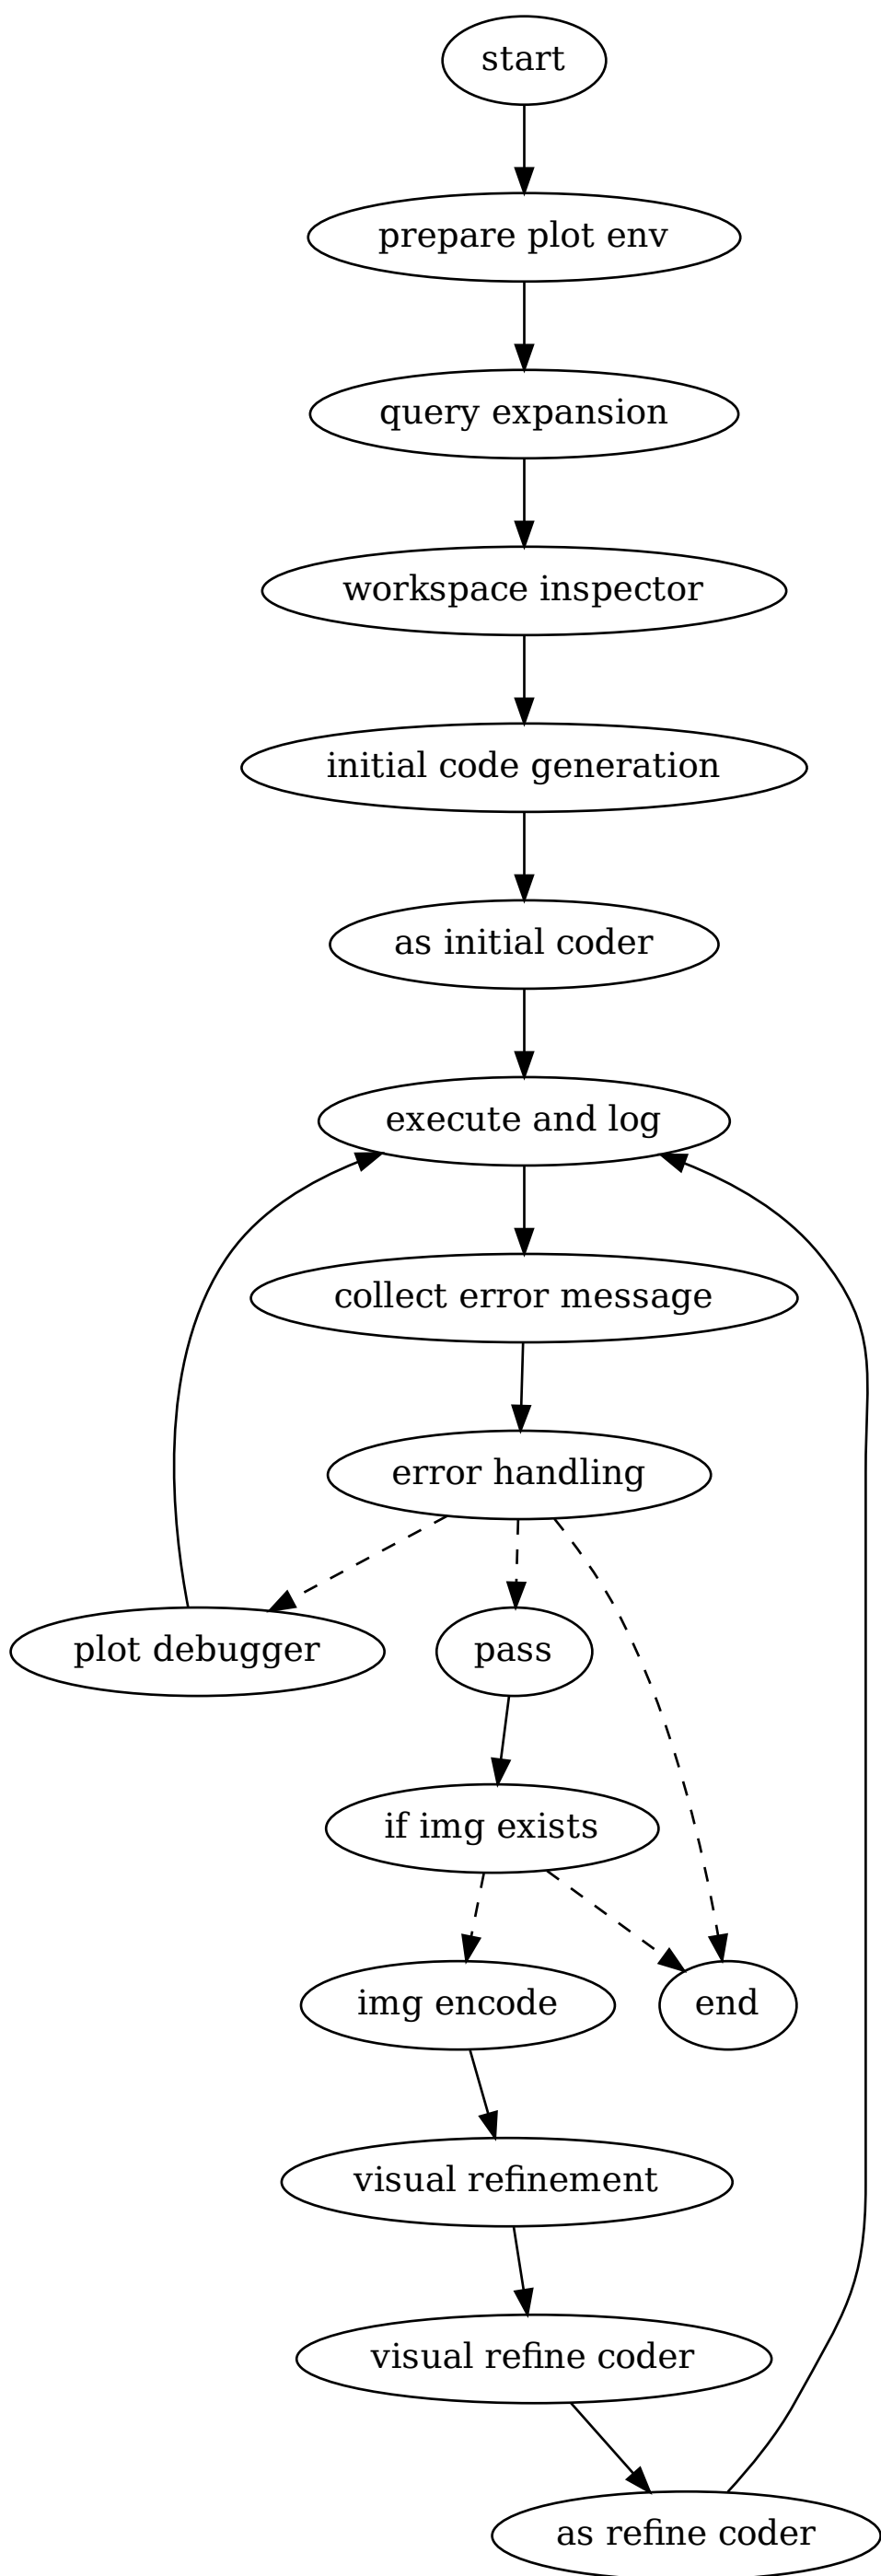 start
prepare plot env
query expansion
workspace inspector
initial code generation
as initial coder
execute and log
collect error message
error handling
plot debugger
pass
if img exists
img encode
end
visual refinement
visual refine coder
as refine coder